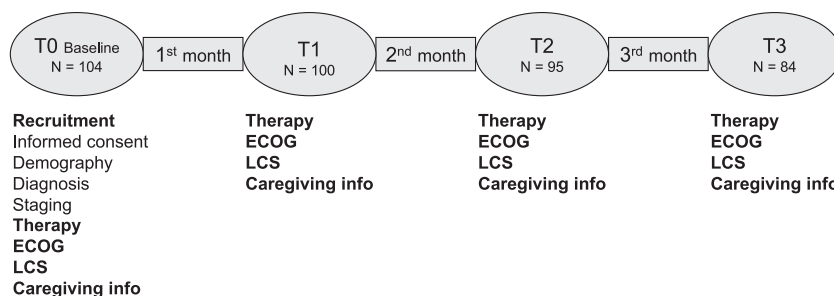 T0 Baseline
N = 104
1st month
T1
N = 100
2nd month
T2
N = 95
3rd month
T3
N = 84
Recruitment
Informed consent
Demography
Diagnosis
Staging
Therapy
ECOG
LCS
Caregiving info
Therapy
ECOG
LCS
Caregiving info
Therapy
ECOG
LCS
Caregiving info
Therapy
ECOG
LCS
Caregiving info